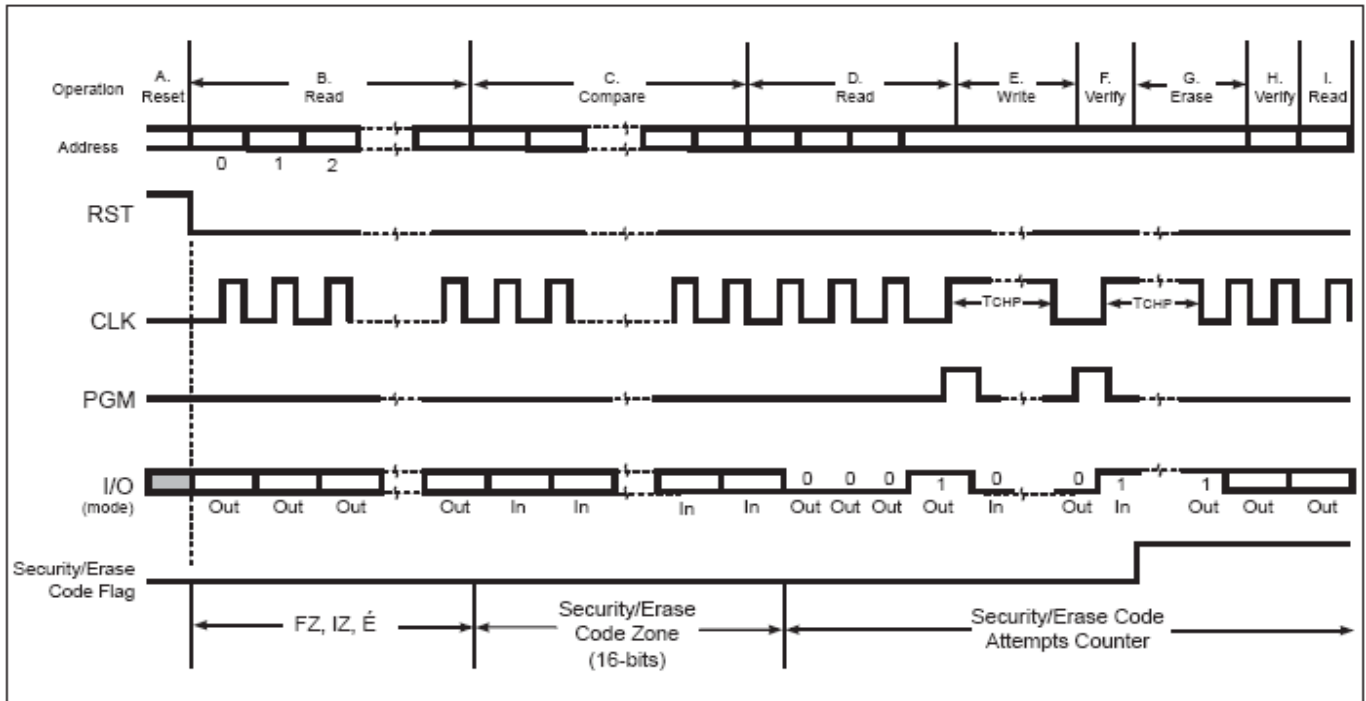 Operation
A.
Reset
B.
Read
C.
Compare
D.
Read
E.
Write
F.
Verify
G.
Erase
H.
Verify
I.
Read
Address
0 1 2
RST
CLK
TCHP
TCHP
PGM
I/O
(mode)
0 0 0 1 0 0 1 1
Out Out Out Out In In In In Out Out Out Out In Out In Out Out Out
Security/Erase
Code Flag
FZ, IZ, É
Security/Erase
Code Zone
(16-bits)
Security/Erase Code
Attempts Counter